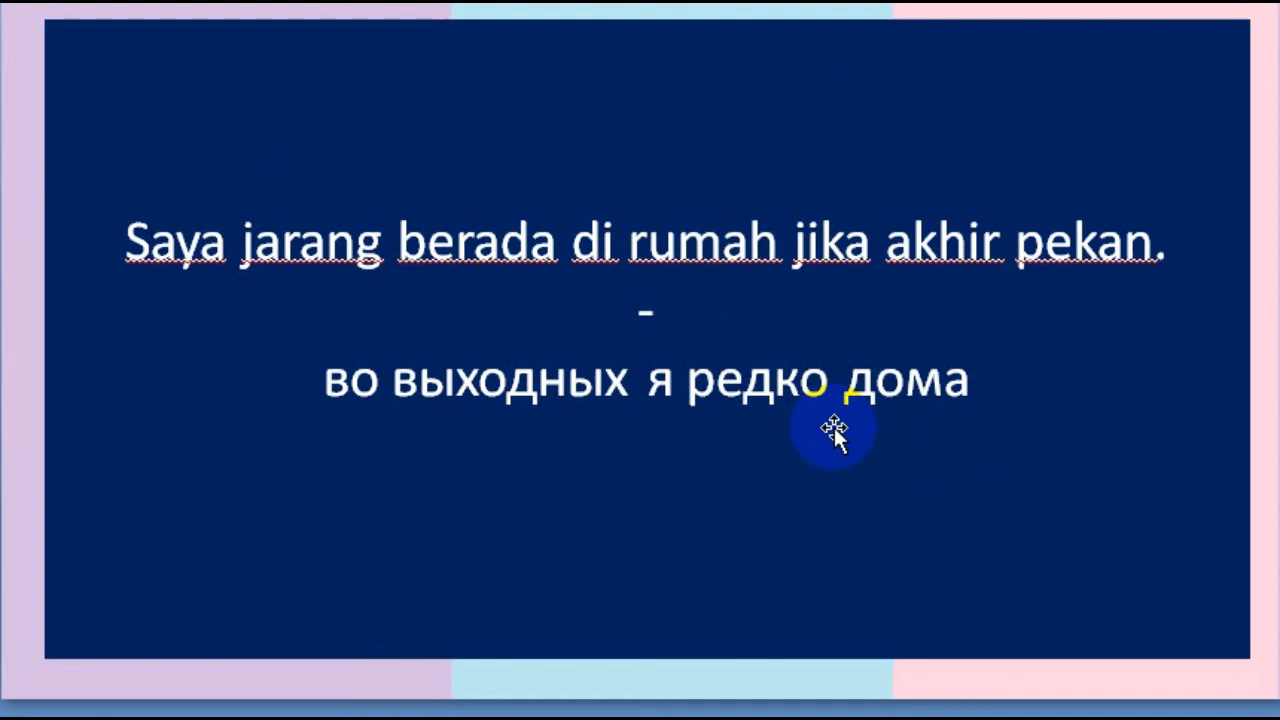 Saya jarang berada di rumah jika akhir pekan.
-
во выходных я редко дома